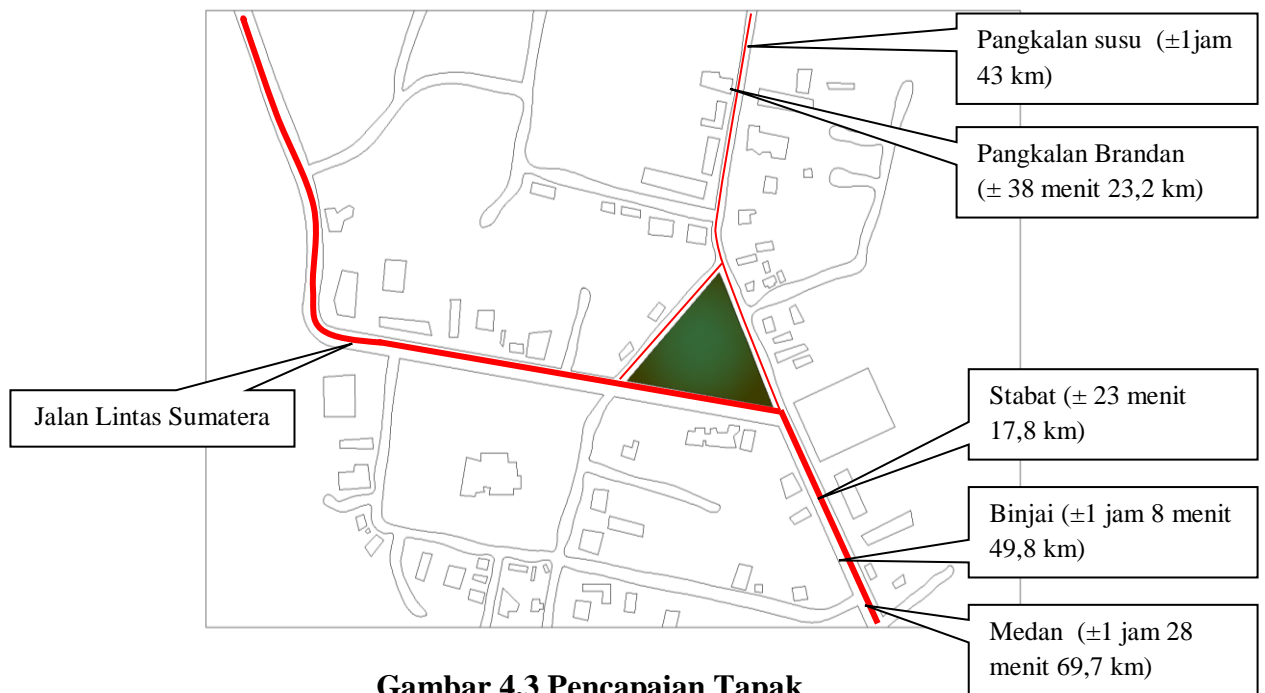 Pangkalan susu (±1jam
43 km)
Pangkalan Brandan
(± 38 menit 23,2 km)
Jalan Lintas Sumatera
Stabat (± 23 menit
17,8 km)
Binjai (±1 jam 8 menit
49,8 km)
Medan (±1 jam 28
menit 69,7 km)
Gambar 4.3 Pencapaian Tapak